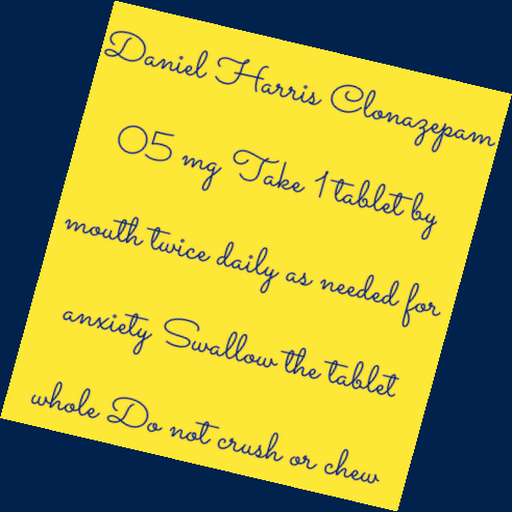 Daniel Harris Clonazepam
05 mg Take 1 tablet by
mouth twice daily as needed for
anxiety Swallow the tablet
whole Do not crush or chew